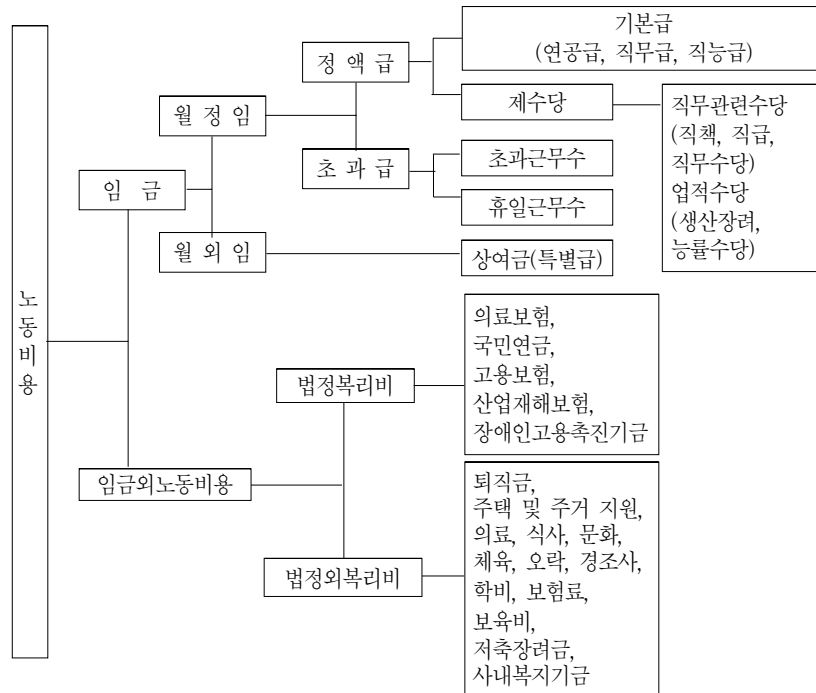 기본급
(연공급, 직무급, 직능급)
정 액 급
제수당
직무관련수당
(직책, 직급,
직무수당)
업적수당
(생산장려,
능률수당)
월 정 임
초 과 급
초과근무수
휴일근무수
임 금
월 외 임
상여금(특별급)
노동비용
의료보험,
국민연금,
고용보험,
산업재해보험,
장애인고용촉진기금
법정복리비
임금외노동비용
법정외복리비
퇴직금,
주택 및 주거 지원,
의료, 식사, 문화,
체육, 오락, 경조사,
학비, 보험료,
보육비,
저축장려금,
사내복지기금